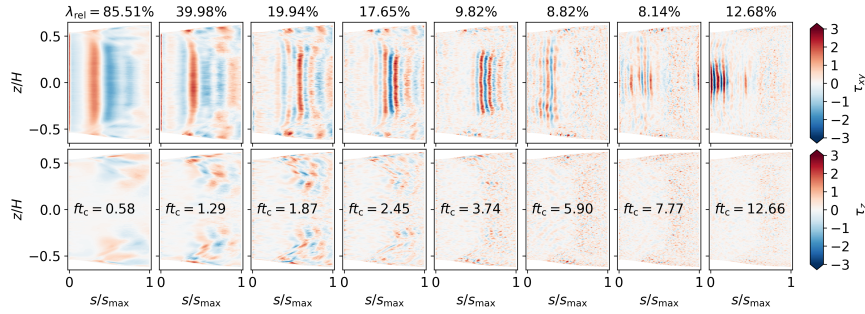 λrel = 85.51% 39.98% 19.94% 17.65% 9.82% 8.82% 8.14% 12.68%
z/H
0.5
0.0
−0.5
3
2
1
0
−1
−2
−3
τxy
z/H
0.5
0.0
−0.5
ftc = 0.58 ftc = 1.29 ftc = 1.87 ftc = 2.45 ftc = 3.74 ftc = 5.90 ftc = 7.77 ftc = 12.66
3
2
1
0
−1
−2
−3
τz
0 1 0 1 0 1 0 1 0 1 0 1 0 1 0 1
s/smax s/smax s/smax s/smax s/smax s/smax s/smax s/smax